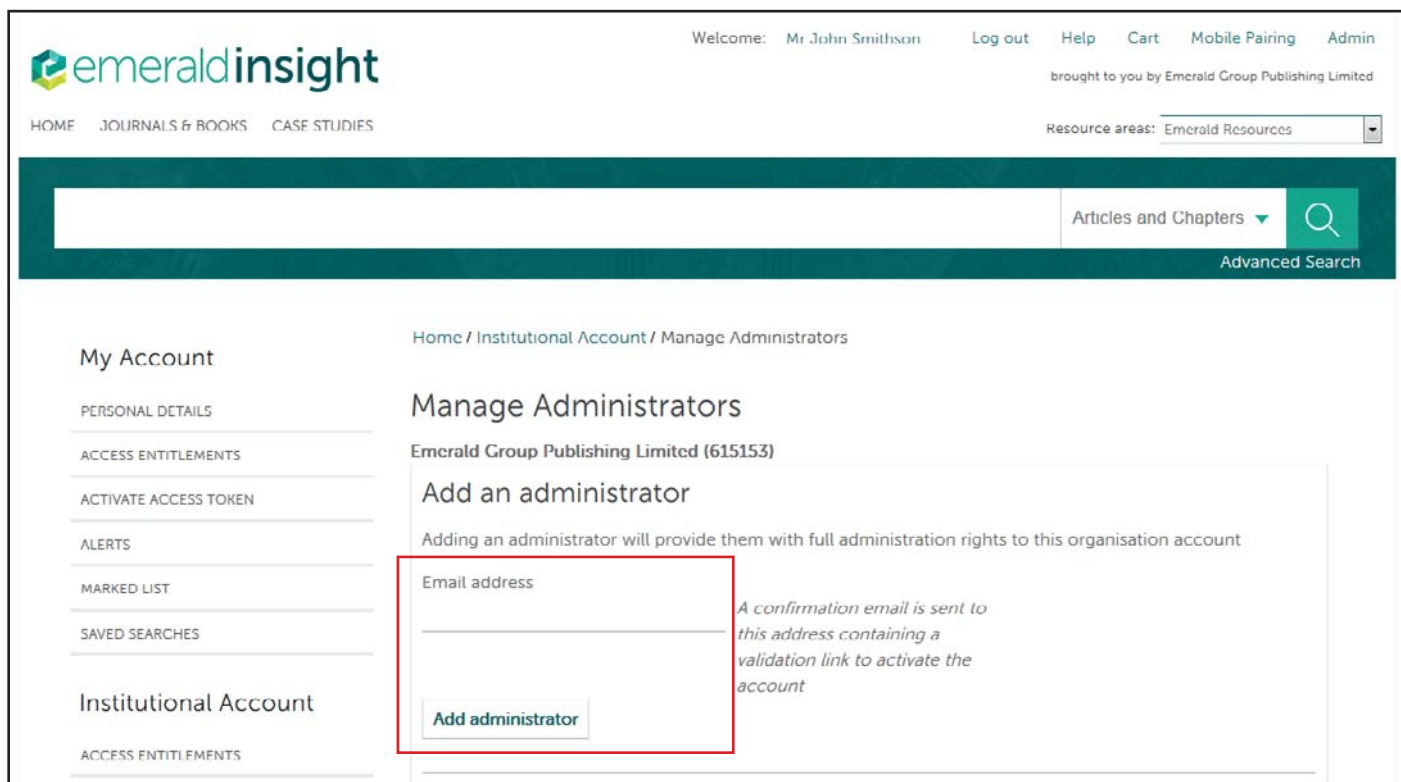 Welcome: Mr John Smithson Log out Help Cart Mobile Pairing Admin
emeraldinsight
brought to you by Emerald Group Publishing Limited
HOME JOURNALS & BOOKS CASE STUDIES
Resource areas: Emerald Resources
Articles and Chapters
Advanced Search
Home / Institutional Account / Manage Administrators
My Account
PERSONAL DETAILS
ACCESS ENTITLEMENTS
ACTIVATE ACCESS TOKEN
ALERTS
MARKED LIST
SAVED SEARCHES
Institutional Account
ACCESS ENTITLEMENTS
Manage Administrators
Emerald Group Publishing Limited (615153)
Add an administrator
Adding an administrator will provide them with full administration rights to this organisation account
Email address
A confirmation email is sent to
this address containing a
validation link to activate the
account
Add administrator